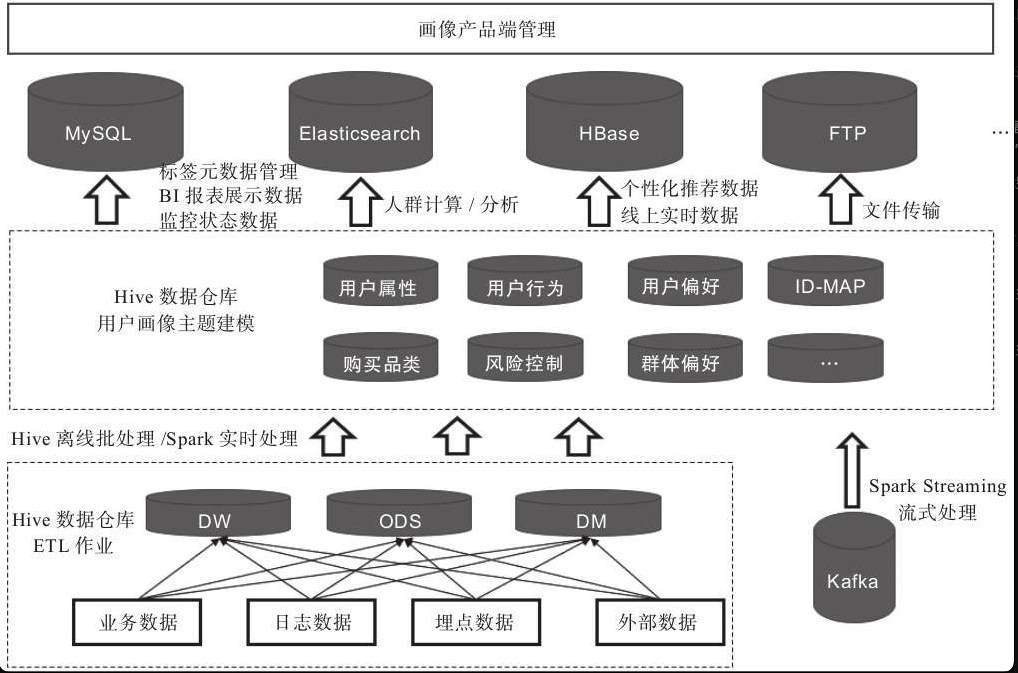 画像产品端管理
MySQL
Elasticsearch
HBase
FTP
…
标签元数据管理
BI 报表展示数据
监控状态数据
人群计算 / 分析
个性化推荐数据
线上实时数据
文件传输
Hive 数据仓库
用户画像主题建模
用户属性
用户行为
用户偏好
ID-MAP
购买品类
风险控制
群体偏好
…
Hive 离线批处理 /Spark 实时处理
Spark Streaming
流式处理
Hive 数据仓库
ETL 作业
DW
ODS
DM
Kafka
业务数据
日志数据
埋点数据
外部数据